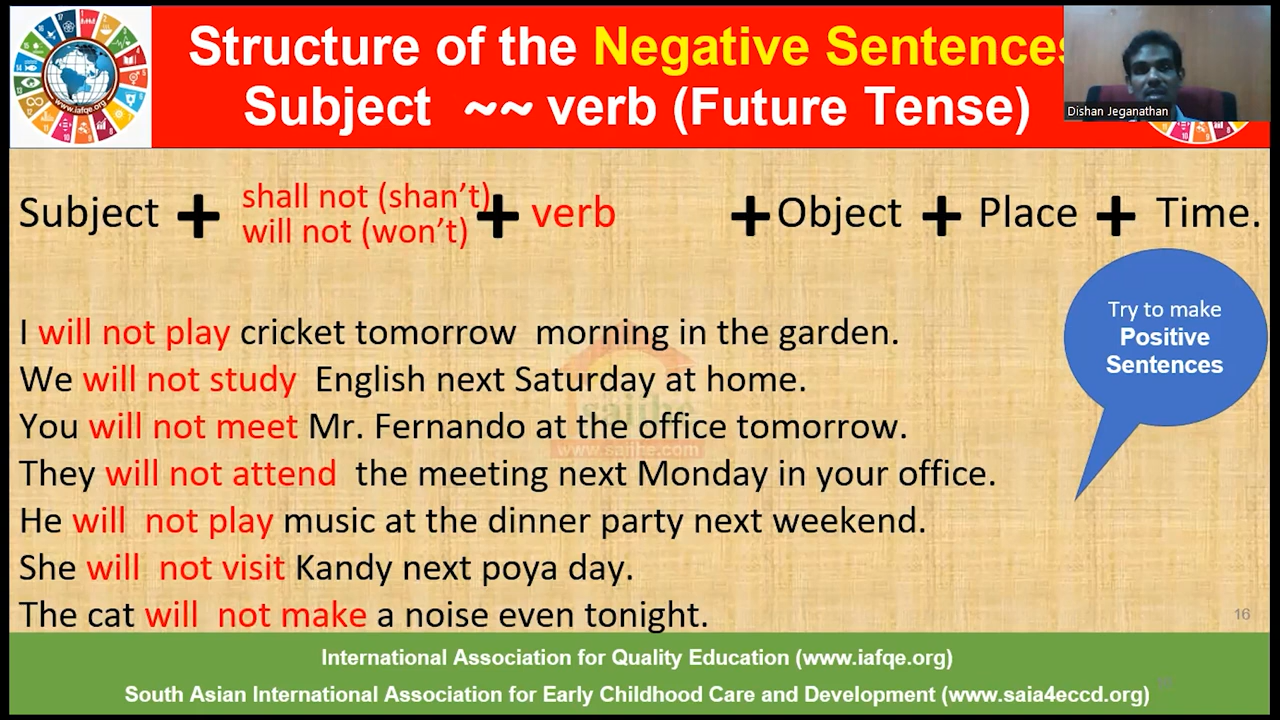 Structure of the Negative Sentences
Subject ~~ verb (Future Tense)
www.iafqe.org
Dishan Jeganathan
Subject + shall not (shan't) + verb + Object + Place + Time.
will not (won't)
Try to make
Positive
Sentences
I will not play cricket tomorrow morning in the garden.
We will not study English next Saturday at home.
You will not meet Mr. Fernando at the office tomorrow.
They will not attend the meeting next Monday in your office.
He will not play music at the dinner party next weekend.
She will not visit Kandy next poya day.
The cat will not make a noise even tonight.
www.saiihe.com
16
International Association for Quality Education (www.iafqe.org)
South Asian International Association for Early Childhood Care and Development (www.saia4eccd.org)